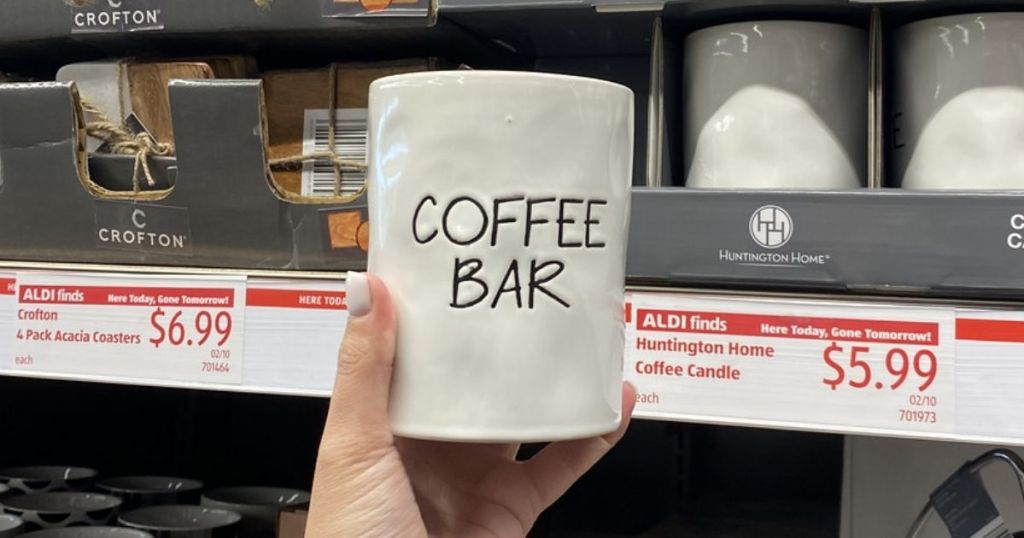 CROFTON
C
CROFTON
COFFEE
BAR
HUNTINGTON HOME
ALDI finds Here Today, Gone Tomorrow!
Crofton
4 Pack Acacia Coasters
$6.99
each
02/10
701464
HERE TODA
ALDI finds Here Today, Gone Tomorrow!
Huntington Home
Coffee Candle
$5.99
each
02/10
701973